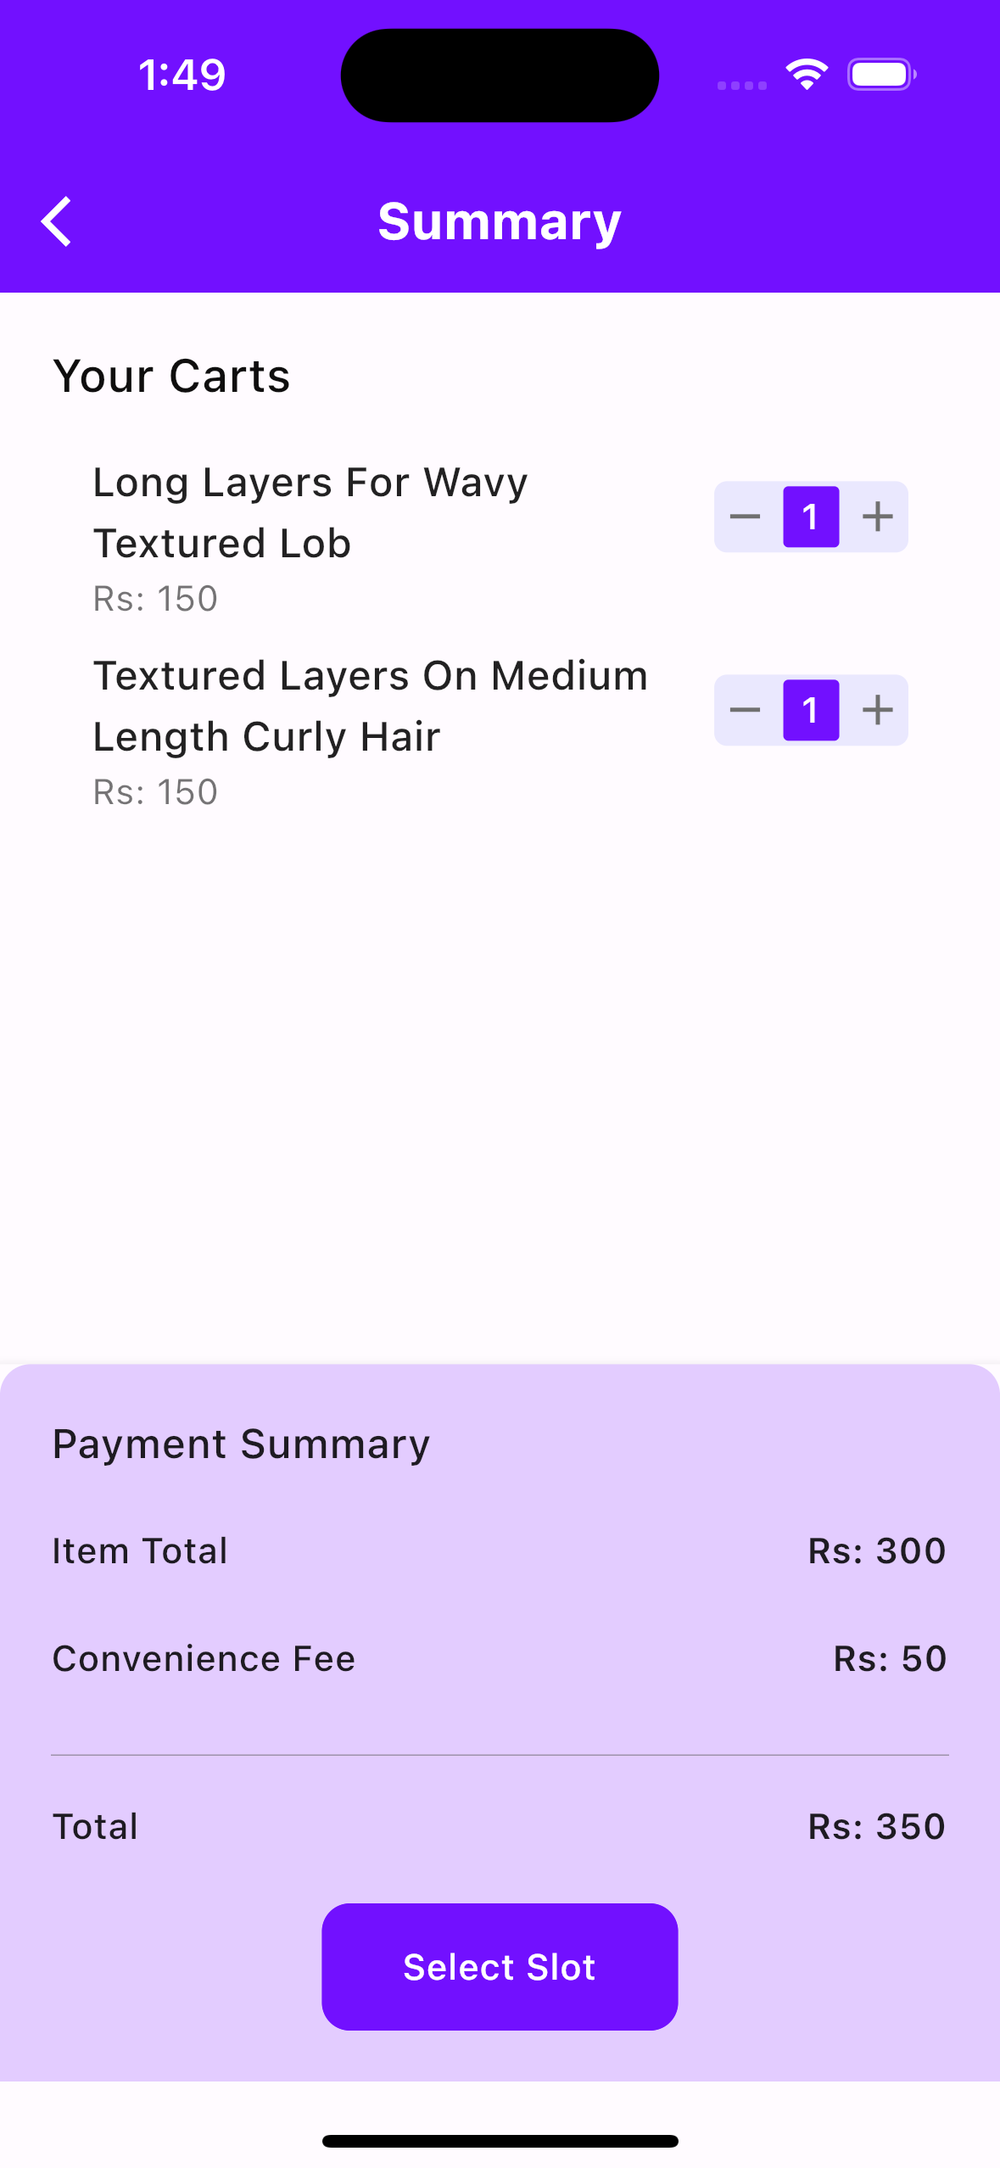 1:49
Summary
Your Carts
Long Layers For Wavy
Textured Lob
1
Rs: 150
Textured Layers On Medium
Length Curly Hair
1
Rs: 150
Payment Summary
Item Total Rs: 300
Convenience Fee Rs: 50
Total Rs: 350
Select Slot